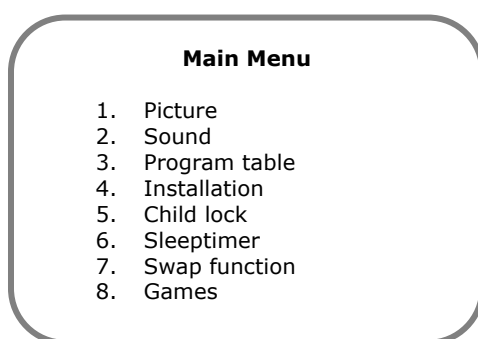 Main Menu
1. Picture
2. Sound
3. Program table
4. Installation
5. Child lock
6. Sleeptimer
7. Swap function
8. Games